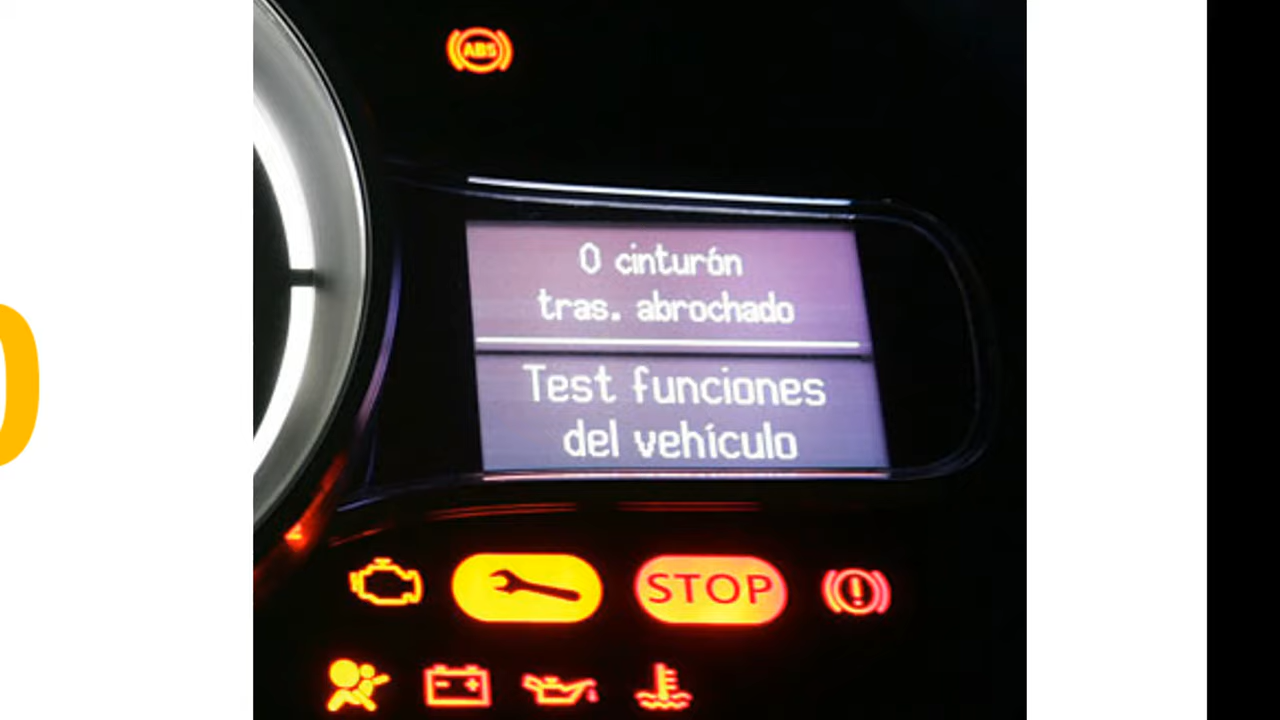 ABS
0 cinturón
tras. abrochado
Test funciones
del vehículo
STOP